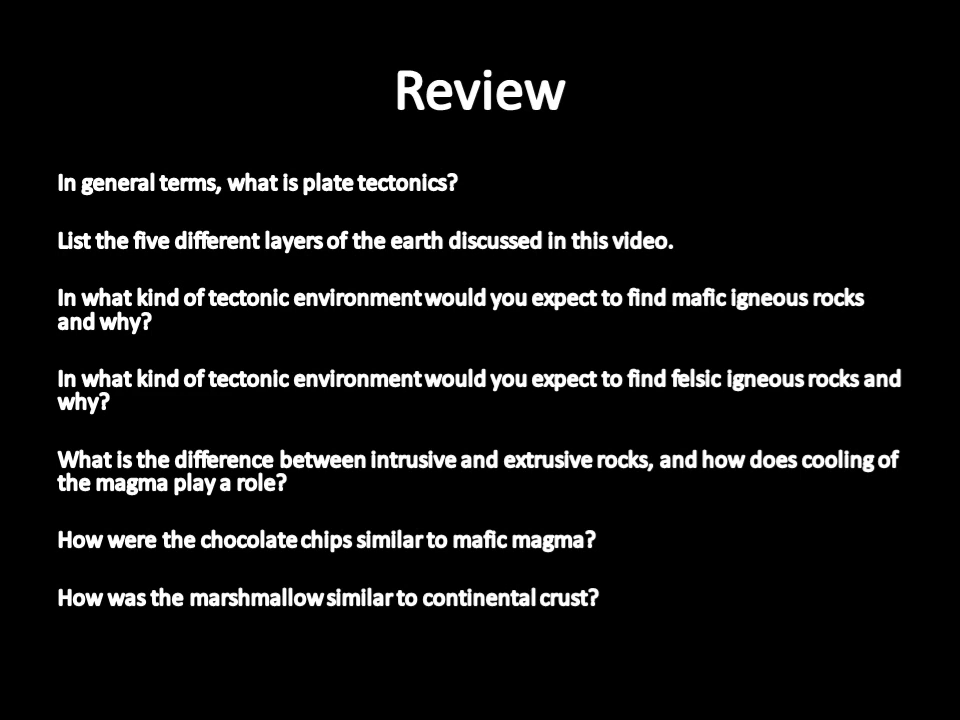 Review
In general terms, what is plate tectonics?
List the five different layers of the earth discussed in this video.
In what kind of tectonic environment would you expect to find mafic igneous rocks
and why?
In what kind of tectonic environment would you expect to find felsic igneous rocks and
why?
What is the difference between intrusive and extrusive rocks, and how does cooling of
the magma play a role?
How were the chocolate chips similar to mafic magma?
How was the marshmallow similar to continental crust?